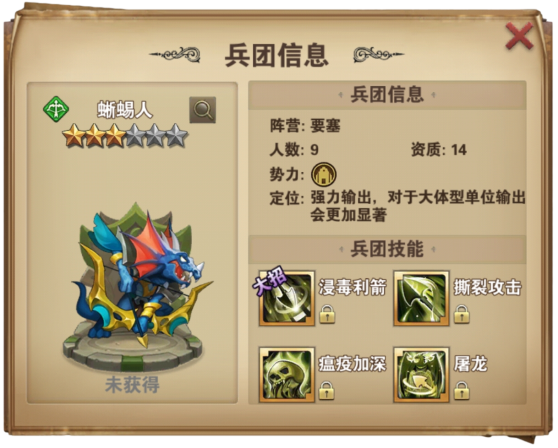 兵团信息
蜥蜴人
未获得
兵团信息
阵营: 要塞
人数: 9 资质: 14
势力:
定位: 强力输出，对于大体型单位输出
会更加显著
兵团技能
大招 浸毒利箭 撕裂攻击
瘟疫加深 屠龙